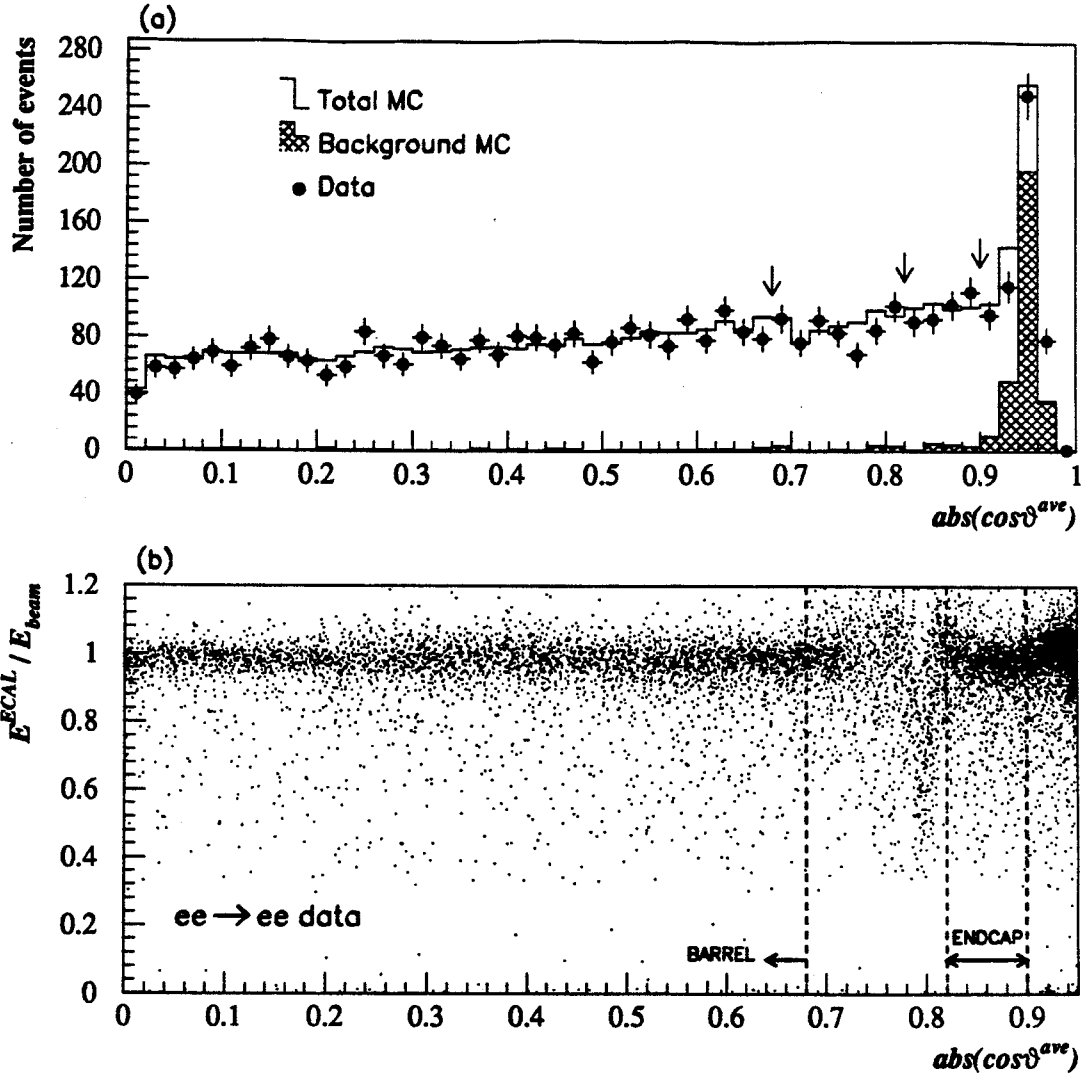 (a)
Number of events
280
240
200
160
120
80
40
0
Total MC
Background MC
Data
0 0.1 0.2 0.3 0.4 0.5 0.6 0.7 0.8 0.9 1
abs(cosϑ^ave)
(b)
E^ECAL / E_beam
1.2
1
0.8
0.6
0.4
0.2
0
ee → ee data
BARREL
ENDCAP
0 0.1 0.2 0.3 0.4 0.5 0.6 0.7 0.8 0.9
abs(cosϑ^ave)